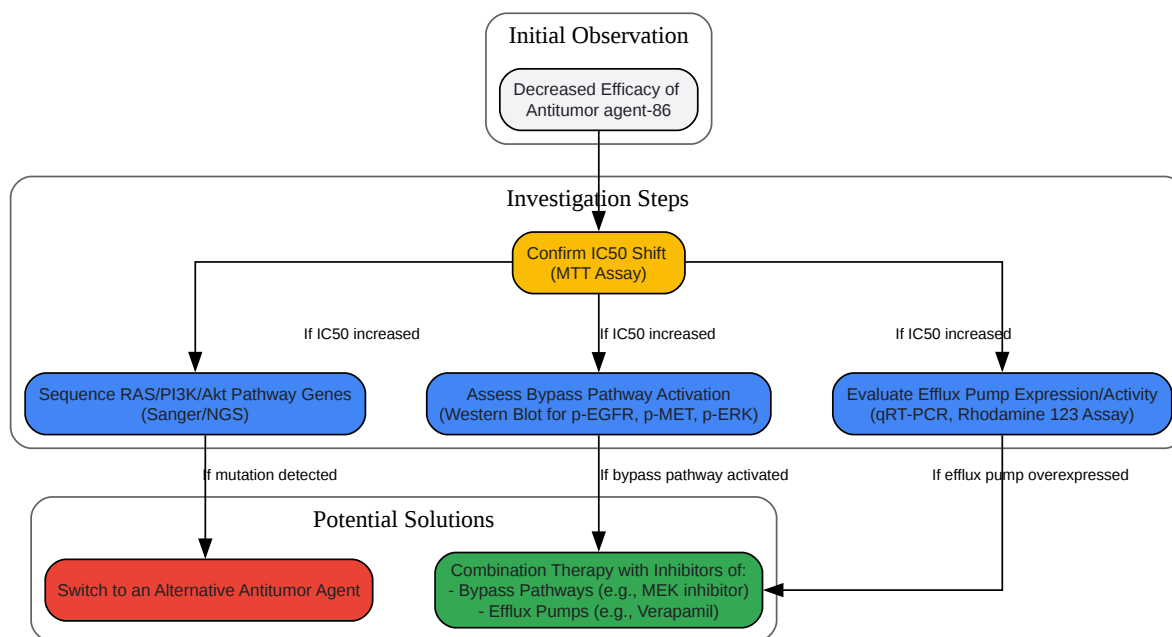 Initial Observation
Decreased Efficacy of
Antitumor agent-86
Investigation Steps
Confirm IC50 Shift
(MTT Assay)
If IC50 increased
If IC50 increased
If IC50 increased
Sequence RAS/PI3K/Akt Pathway Genes
(Sanger/NGS)
Assess Bypass Pathway Activation
(Western Blot for p-EGFR, p-MET, p-ERK)
Evaluate Efflux Pump Expression/Activity
(qRT-PCR, Rhodamine 123 Assay)
If mutation detected
If bypass pathway activated
If efflux pump overexpressed
Potential Solutions
Switch to an Alternative Antitumor Agent
Combination Therapy with Inhibitors of:
- Bypass Pathways (e.g., MEK inhibitor)
- Efflux Pumps (e.g., Verapamil)